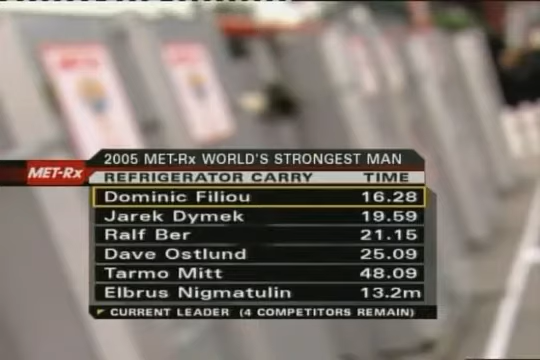 2005 MET-Rx WORLD'S STRONGEST MAN
MET-Rx
REFRIGERATOR CARRY TIME
Dominic Filiou 16.28
Jarek Dymek 19.59
Ralf Ber 21.15
Dave Ostlund 25.09
Tarmo Mitt 48.09
Elbrus Nigmatulin 13.2m
CURRENT LEADER (4 COMPETITORS REMAIN)